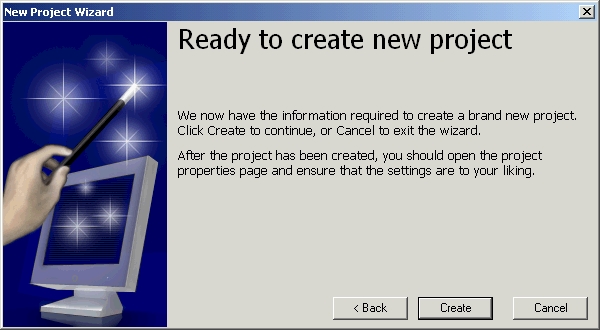 New Project Wizard
Ready to create new project
We now have the information required to create a brand new project.
Click Create to continue, or Cancel to exit the wizard.
After the project has been created, you should open the project
properties page and ensure that the settings are to your liking.
< Back
Create
Cancel